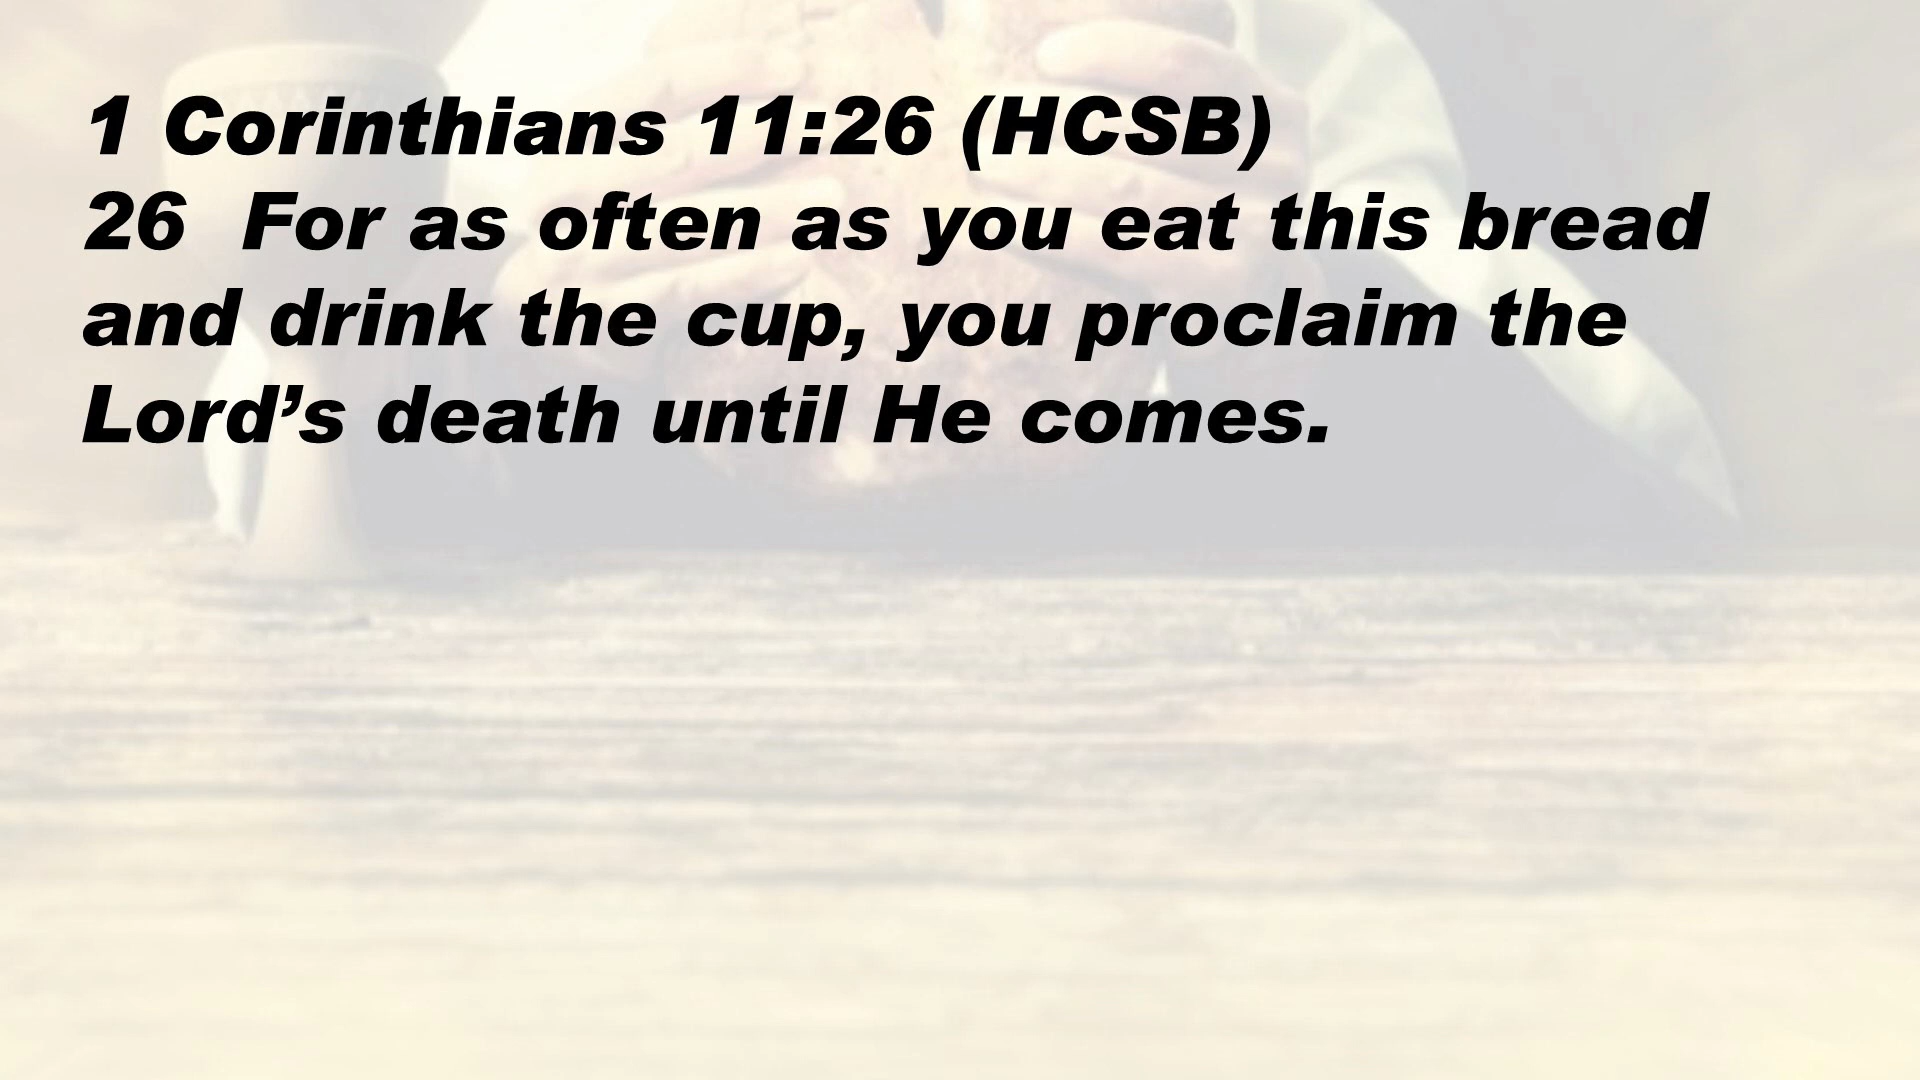 1 Corinthians 11:26 (HCSB)
26  For as often as you eat this bread
and drink the cup, you proclaim the
Lord’s death until He comes.